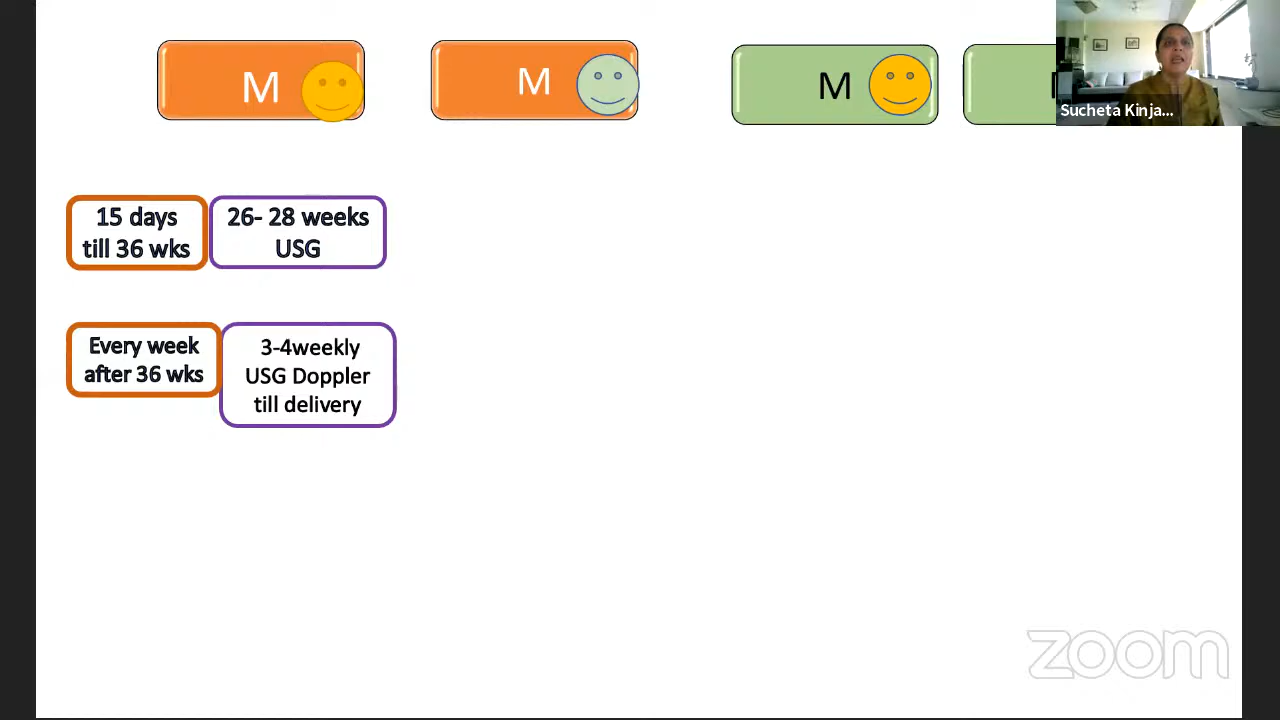 M
M
M
Sucheta Kinja...
15 days
till 36 wks
26- 28 weeks
USG
Every week
after 36 wks
3-4weekly
USG Doppler
till delivery
zoom